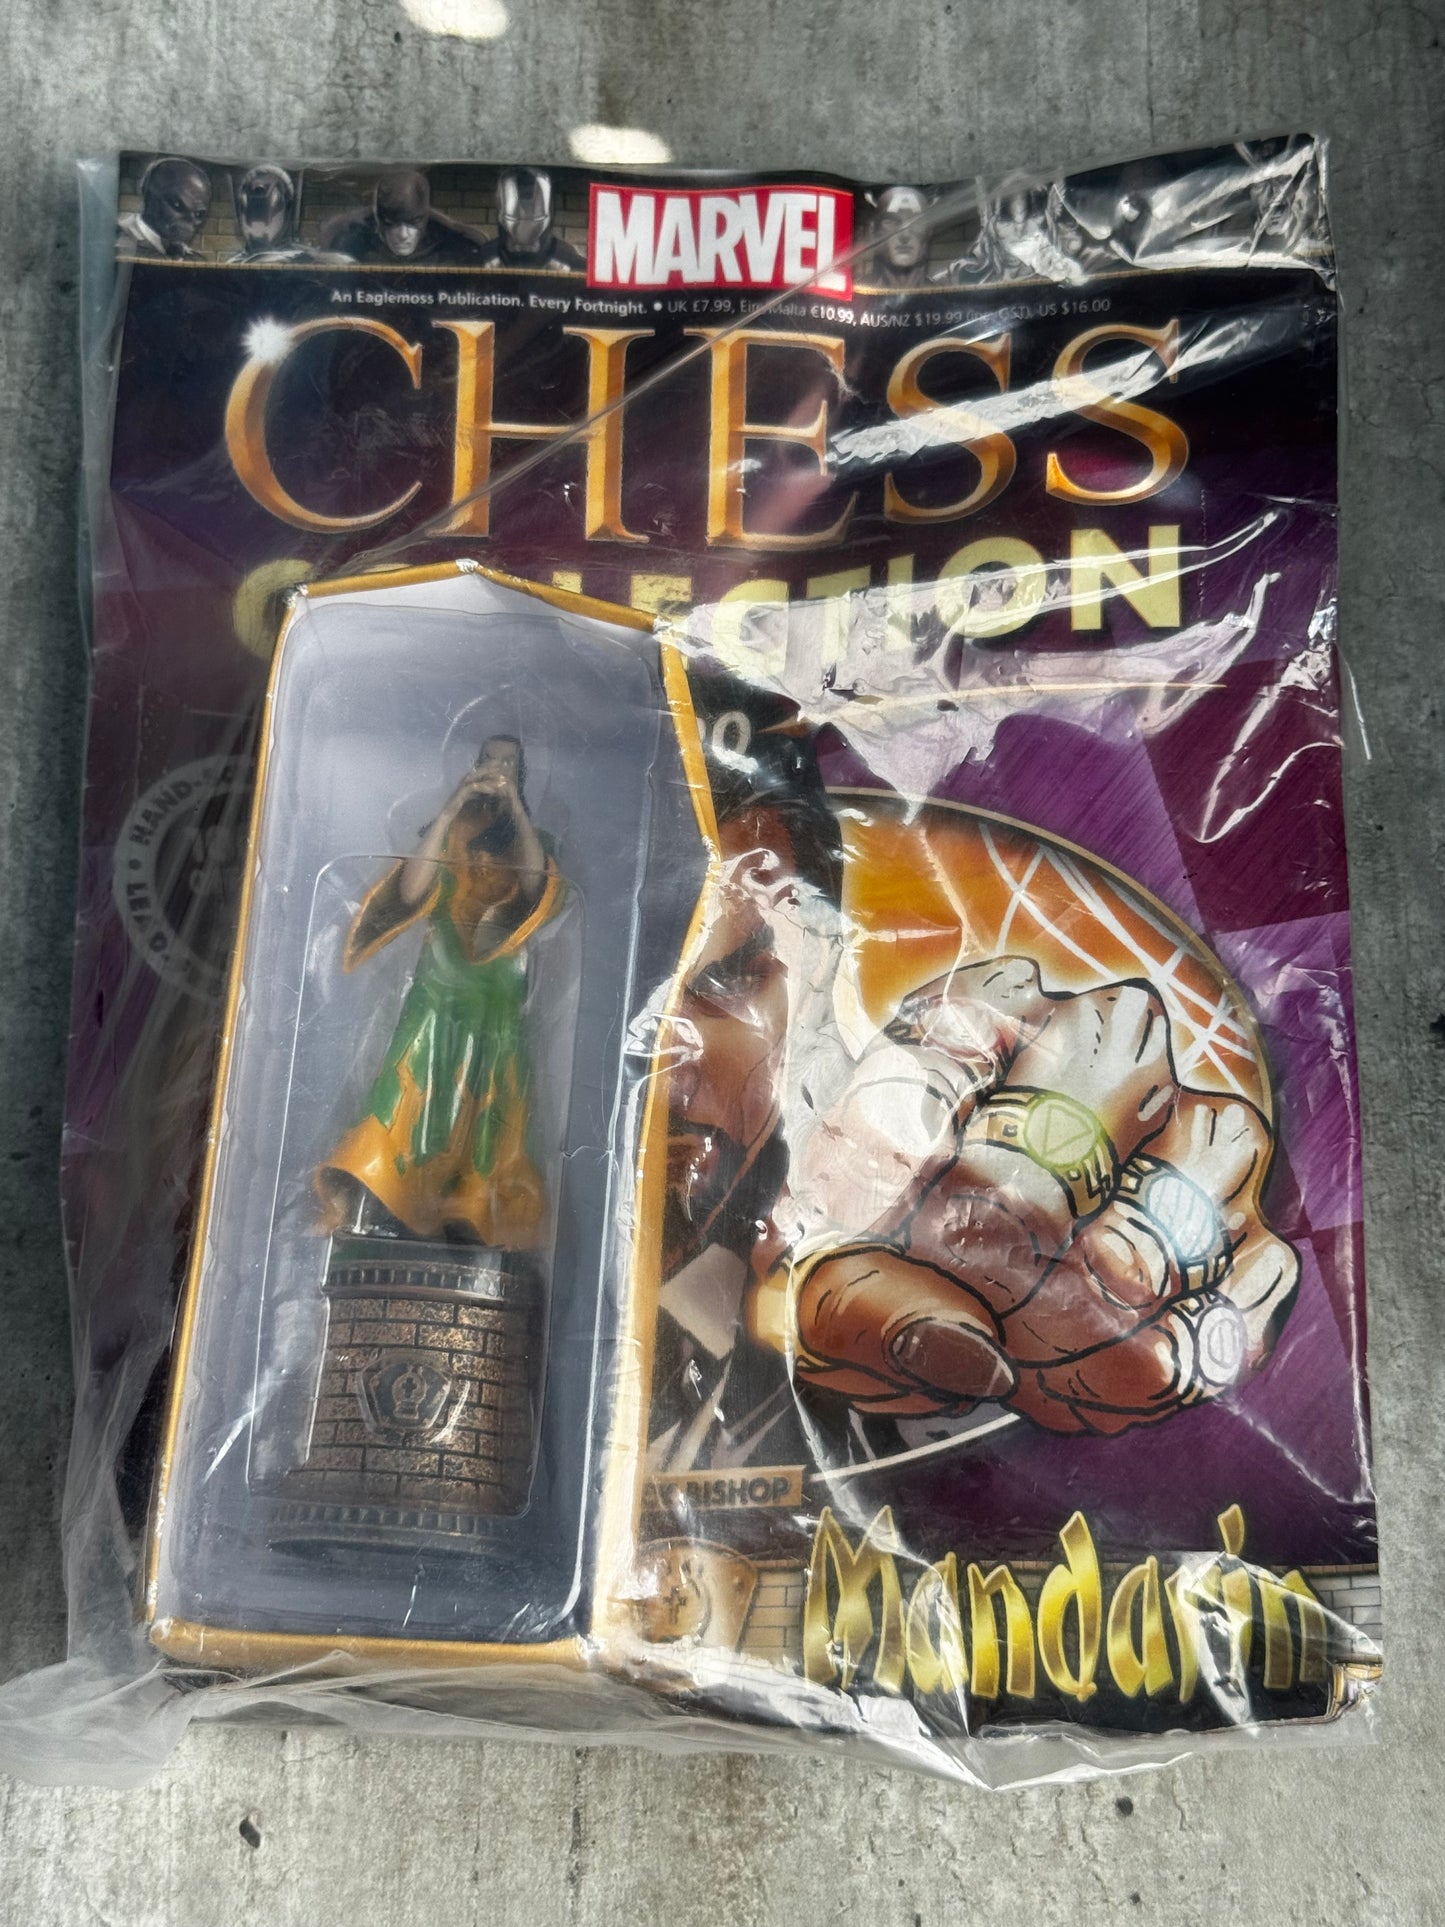 MARVEL
An Eaglemoss Publication. Every Fortnight. • UK £7.99, Eire/Malta €10.99, AUS/NZ $19.99 (inc. GST), US $16.00
CHESS
COLLECTION
BISHOP
Mandarin